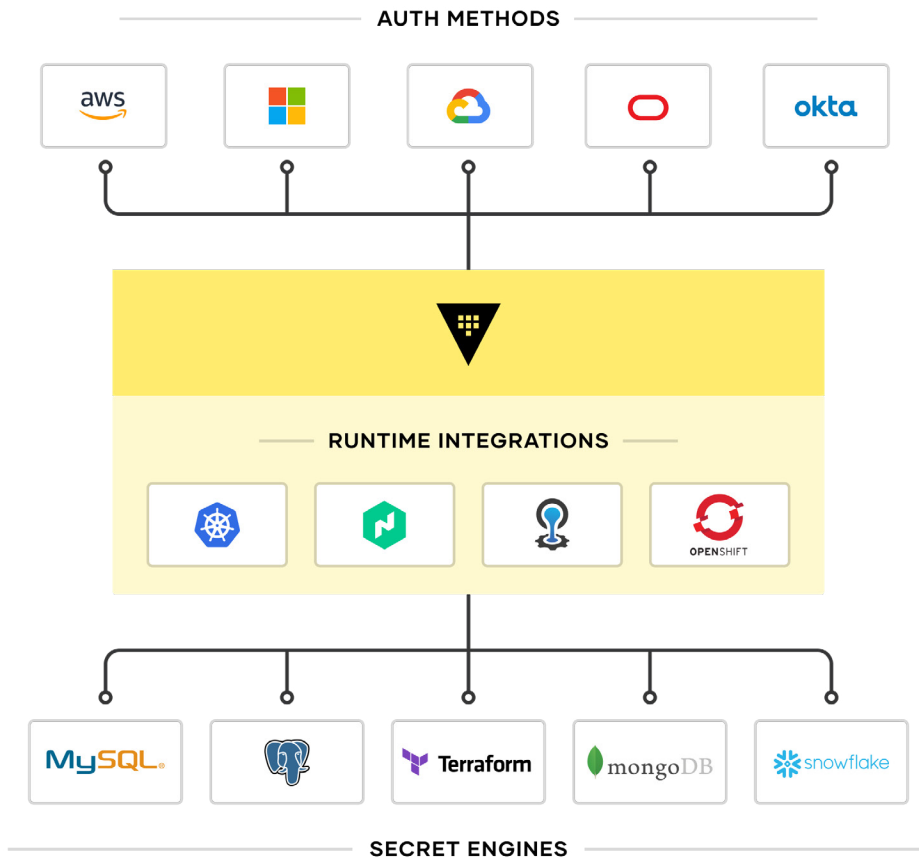 AUTH METHODS
aws
okta
RUNTIME INTEGRATIONS
OPENSHIFT
MySQL®
Terraform
mongoDB
snowflake
SECRET ENGINES